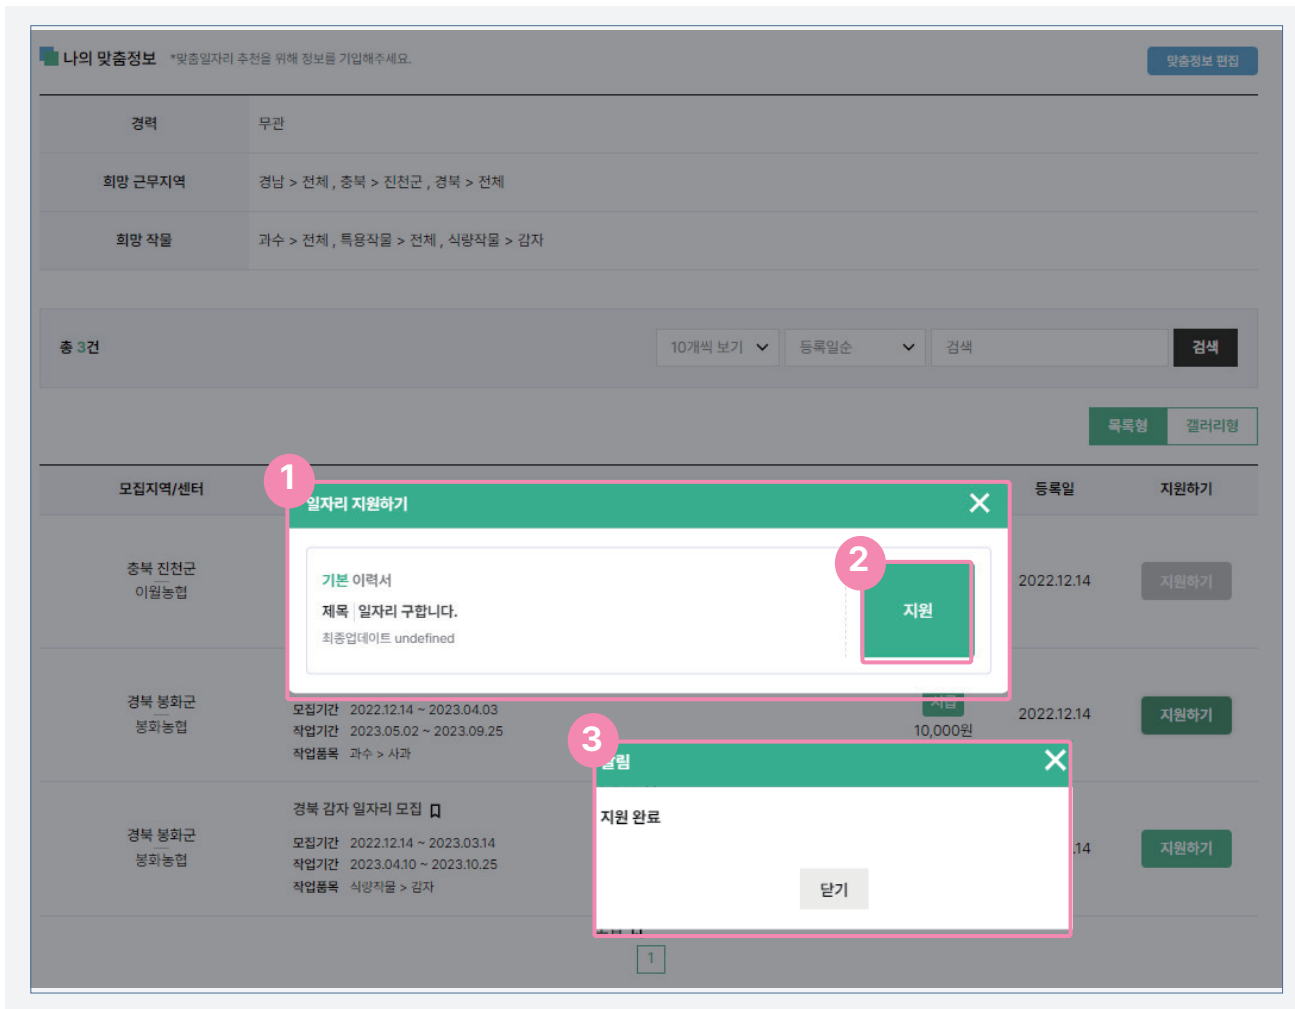 나의 맞춤정보 *맞춤일자리 추천을 위해 정보를 기입해주세요.
맞춤정보 편집
경력 무관
희망 근무지역 경남 > 전체 , 충북 > 진천군 , 경북 > 전체
희망 작물 과수 > 전체 , 특용작물 > 전체 , 식량작물 > 감자
총 3건
10개씩 보기 등록일순 검색 검색
목록형 갤러리형
모집지역/센터 등록일 지원하기
1
일자리 지원하기
충북 진천군
이월농협
기본 이력서
제목 일자리 구합니다.
최종업데이트 undefined
2
지원
2022.12.14 지원하기
경북 봉화군
봉화농협
모집기간 2022.12.14 ~ 2023.04.03
작업기간 2023.05.02 ~ 2023.09.25
작업품목 과수 > 사과
10,000원
2022.12.14 지원하기
3
알림
지원 완료
닫기
경북 봉화군
봉화농협
경북 감자 일자리 모집
모집기간 2022.12.14 ~ 2023.03.14
작업기간 2023.04.10 ~ 2023.10.25
작업품목 식량작물 > 감자
.14 지원하기
1